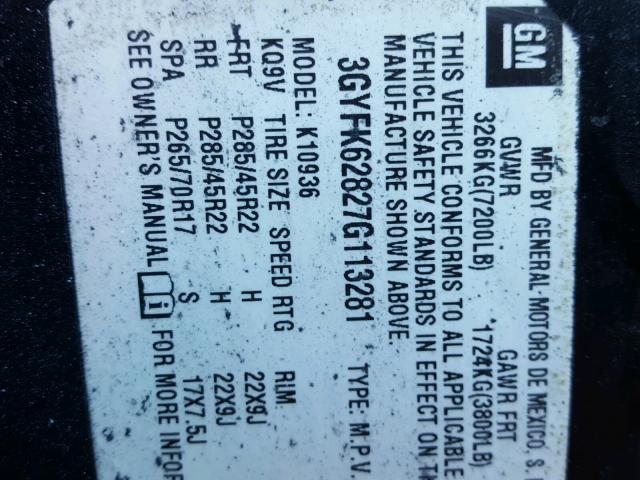 GM
MFD BY GENERAL MOTORS DE MEXICO, S.
GVWR GAWR FRT
3266KG(7200LB) 1724KG(3800LB)
THIS VEHICLE CONFORMS TO ALL APPLICABLE
VEHICLE SAFETY STANDARDS IN EFFECT ON
MANUFACTURE SHOWN ABOVE
3GYFK62827G113281 TYPE: M.P.V.
MODEL: K10936
KQ9V TIRE SIZE SPEED RTG RIM
FRT P285/45R22 H 22X9J
RR P285/45R22 H 22X9J
SPA P265/70R17 S 17X7.5J
SEE OWNER'S MANUAL FOR MORE INFOR